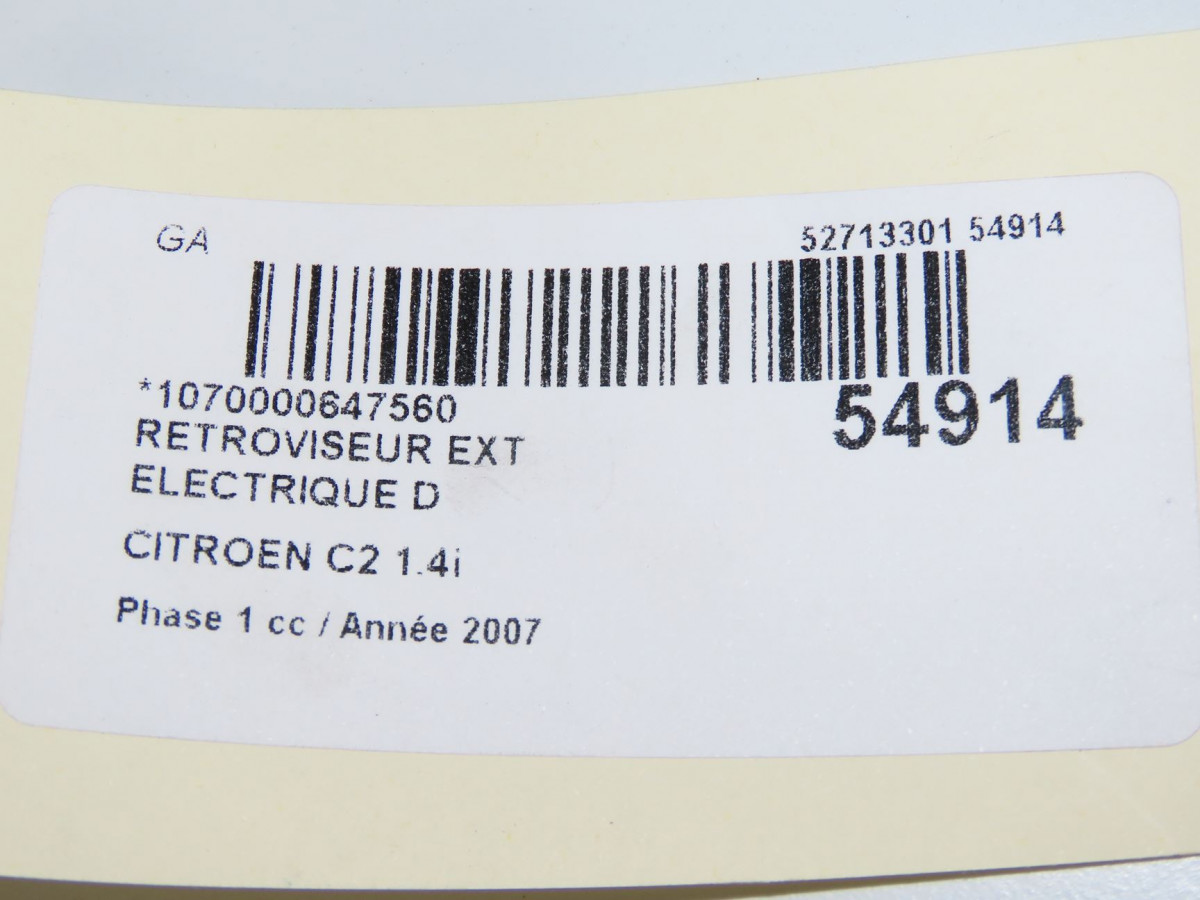 GA
52713301 54914
*1070000647560
54914
RETROVISEUR EXT
ELECTRIQUE D
CITROEN C2 1.4i
Phase 1 cc / Année 2007